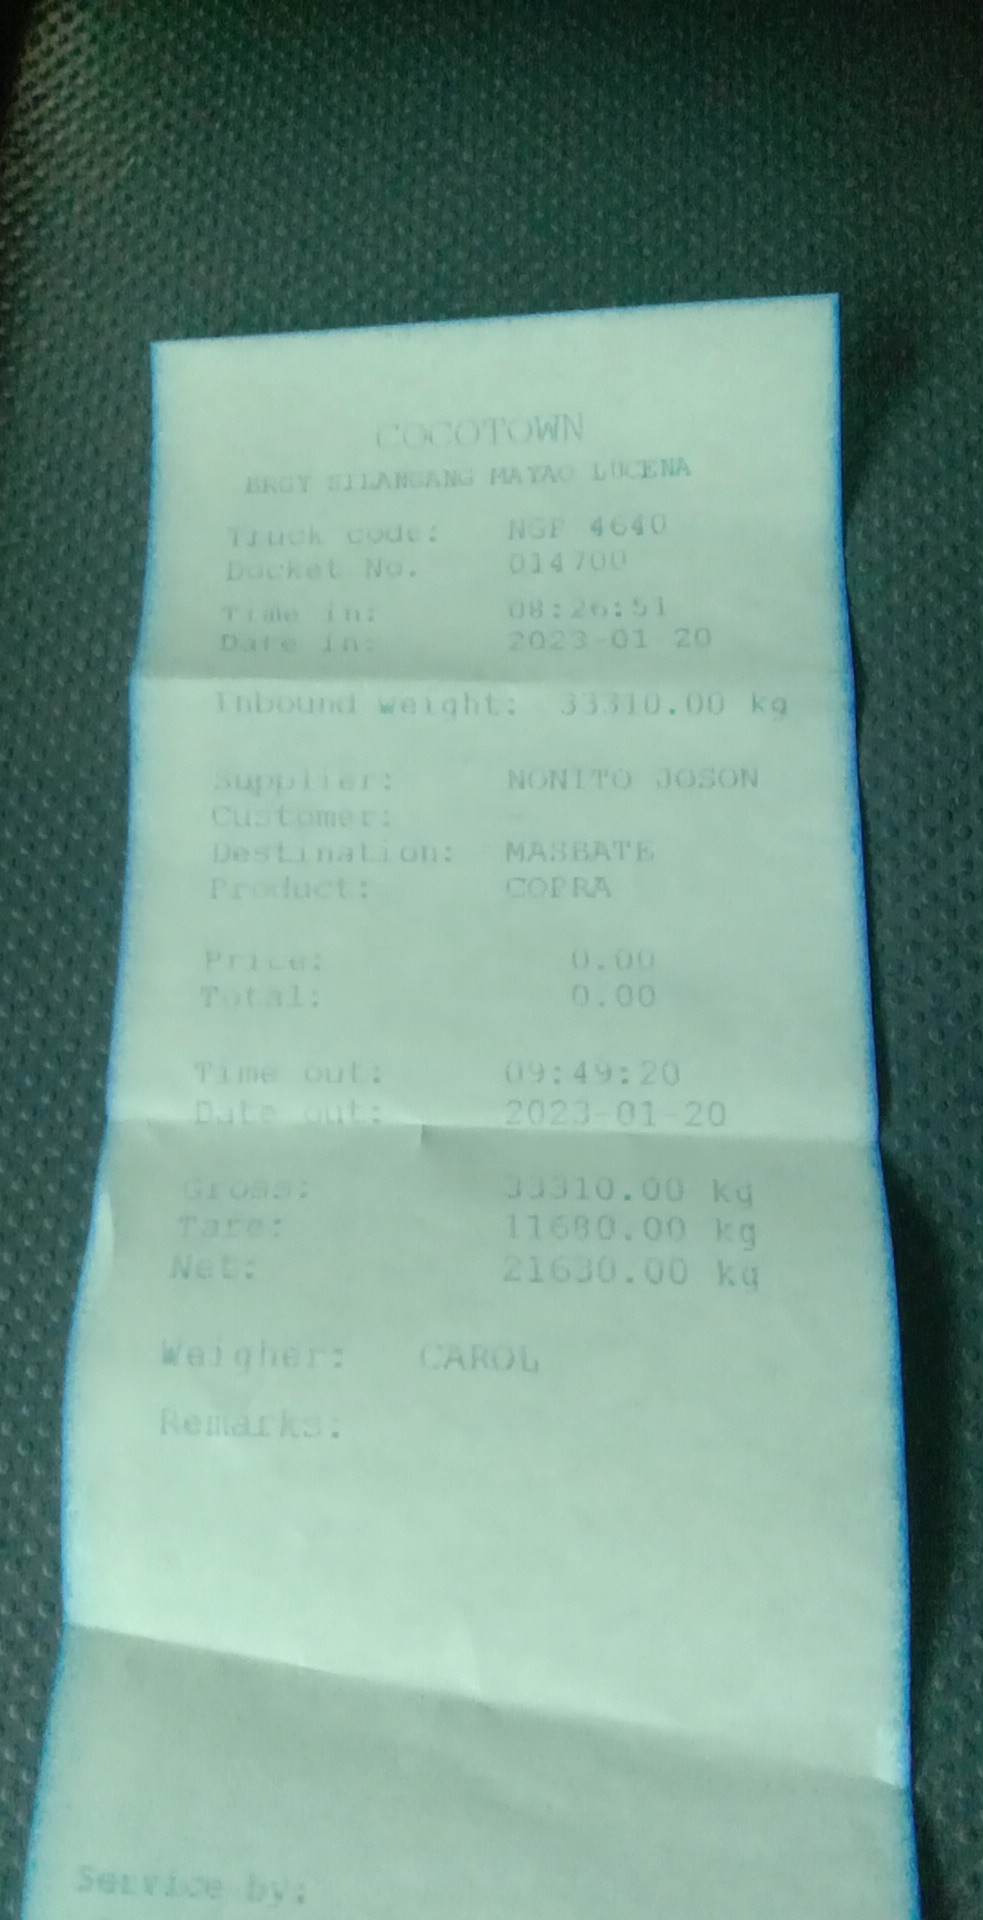 COCOTOWN
BRGY SILANGANG MAYAO LUCENA
Truck code: NGP 4640
Docket No. 014700
Time in: 08:26:51
Date in: 2023-01 20
Inbound weight: 33310.00 kg
Supplier: NONITO JOSON
Customer: -
Destination: MASBATE
Product: COPRA
Price: 0.00
Total: 0.00
Time out: 09:49:20
Date out: 2023-01-20
Gross: 33310.00 kg
Tare: 11680.00 kg
Net: 21630.00 kg
Weigher: CAROL
Remarks:
Service by: